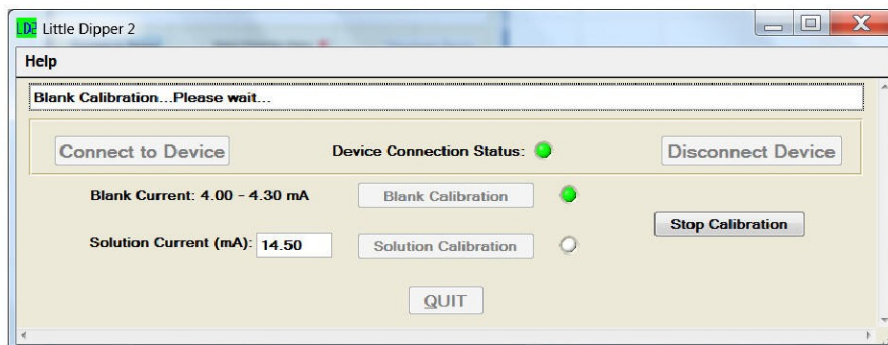 LD2 Little Dipper 2
Help
Blank Calibration...Please wait...
Connect to Device Device Connection Status: Disconnect Device
Blank Current: 4.00 - 4.30 mA Blank Calibration
Stop Calibration
Solution Current (mA): 14.50 Solution Calibration
QUIT